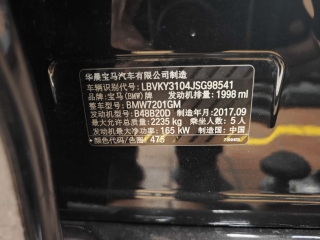 华晨宝马汽车有限公司制造
车辆识别代号: LBVKY3104JSG98541
品牌: 宝马(BMW)牌 发动机排量: 1998 ml
整车型号: BMW7201GM
发动机型号: B48B20D 制造年月: 2017.09
最大允许总质量: 2235 kg 乘坐人数: 5 人
发动机最大净功率: 165 kW 制造国: 中国
颜色代码/色圈: 475